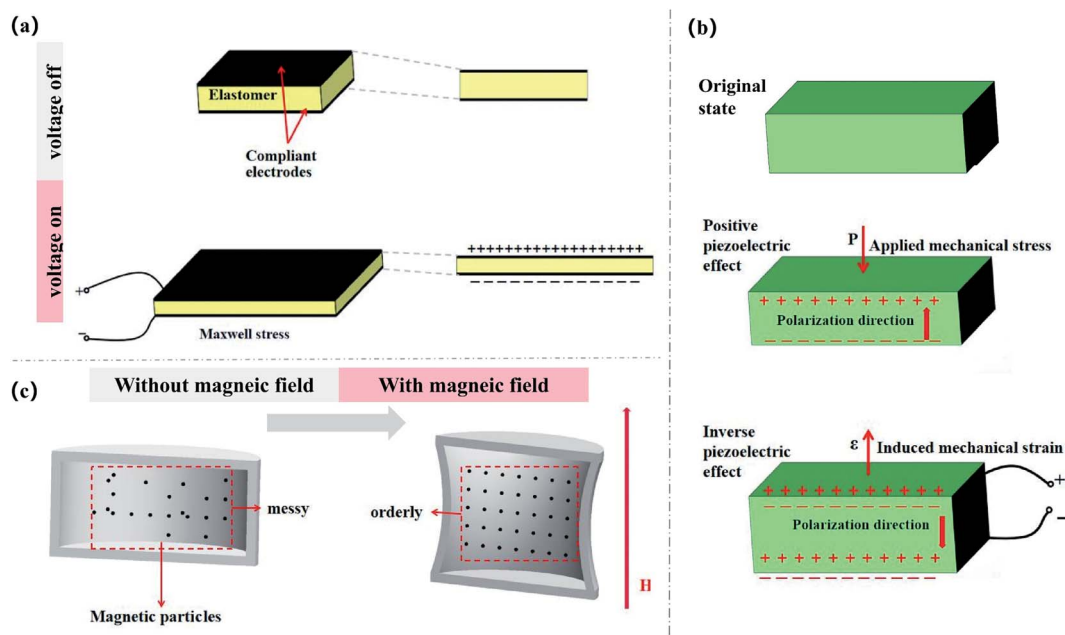 (a)
voltage off
Elastomer
Compliant
electrodes
voltage on
+++++++++++++++++++
+
−
− − − − − − − − − − −
Maxwell stress
(b)
Original
state
Positive
piezoelectric
effect
P
Applied mechanical stress
+ + + + + + + + + + +
Polarization direction
− − − − − − − − − − −
Inverse
piezoelectric
effect
ε
Induced mechanical strain
+ + + + + + + + + + +
− − − − − − − − − − −
+
−
Polarization direction
+ + + + + + + + + + +
− − − − − − − − − − −
(c)
Without magneic field
With magneic field
messy
orderly
H
Magnetic particles